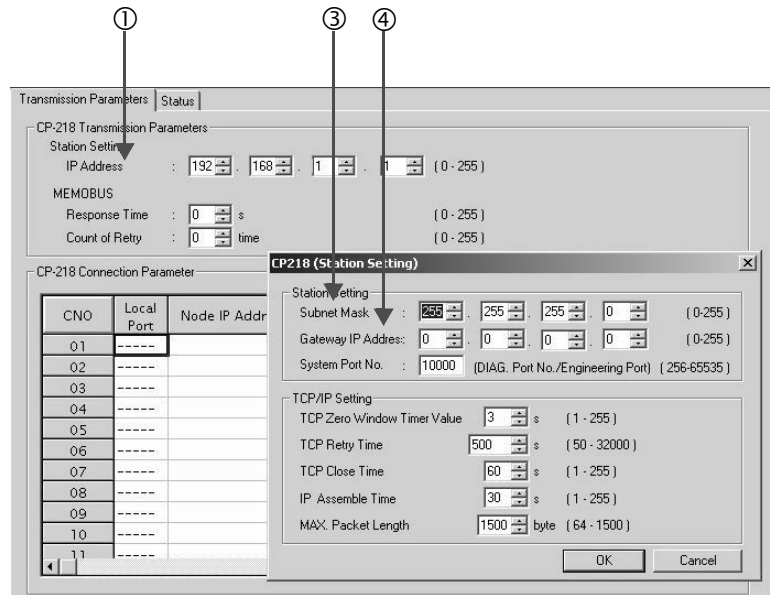 ① ③ ④
Transmission Parameters Status
CP-218 Transmission Parameters
Station Setting
IP Address : 192 . 168 . 1 . 1 ( 0 - 255 )
MEMOBUS
Response Time : 0 s ( 0 - 255 )
Count of Retry : 0 time ( 0 - 255 )
CP-218 Connection Parameter
CNO Local Port Node IP Addr
01 -----
02 -----
03 -----
04 -----
05 -----
06 -----
07 -----
08 -----
09 -----
10 -----
11 -----
CP218 (Station Setting)
Station Setting
Subnet Mask : 255 . 255 . 255 . 0 ( 0-255 )
Gateway IP Addres: : 0 . 0 . 0 . 0 ( 0-255 )
System Port No. : 10000 (DIAG. Port No./Engineering Port) ( 256-65535 )
TCP/IP Setting
TCP Zero Window Timer Value 3 s ( 1 - 255 )
TCP Retry Time 500 s ( 50 - 32000 )
TCP Close Time 60 s ( 1 - 255 )
IP Assemble Time 30 s ( 1 - 255 )
MAX. Packet Length 1500 byte ( 64 - 1500 )
OK Cancel